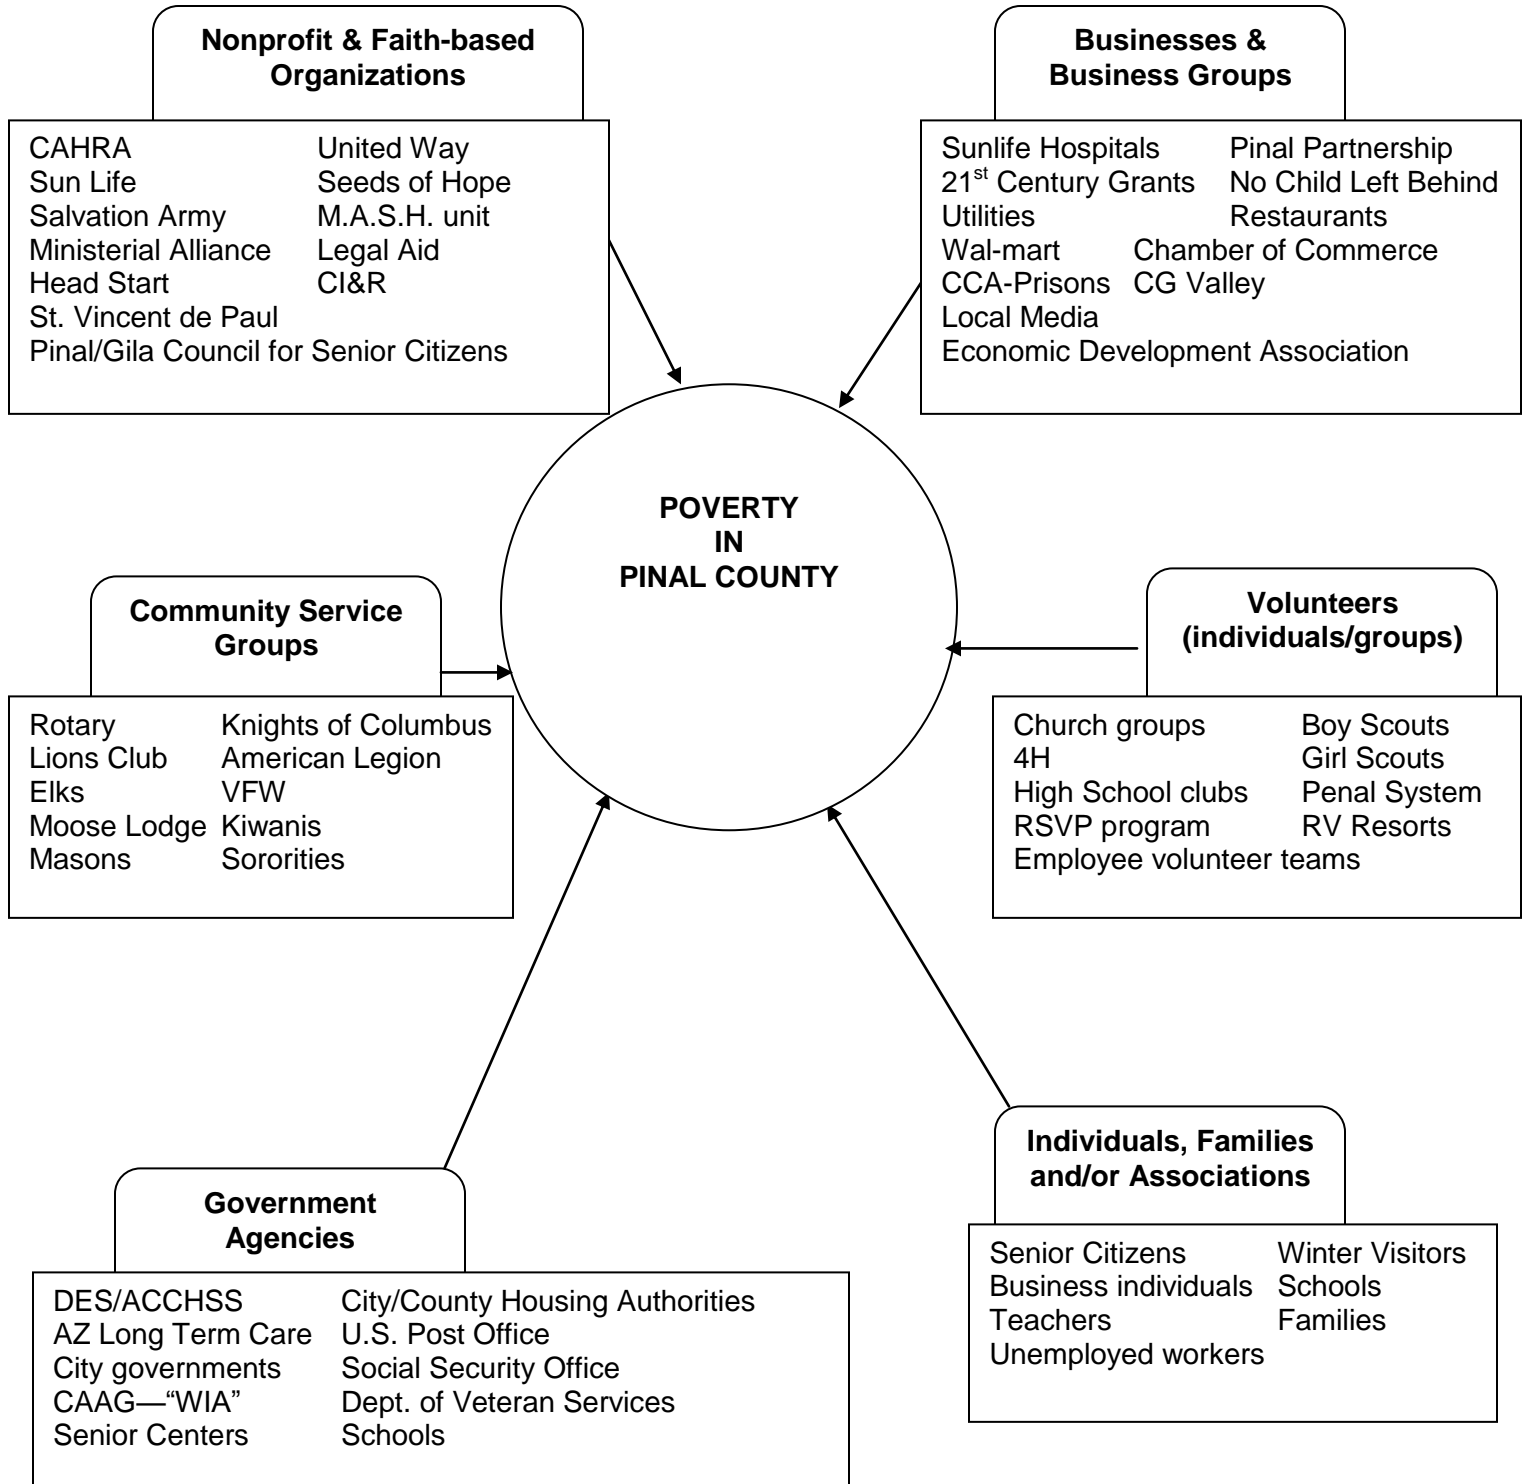 Nonprofit & Faith-based
Organizations
CAHRA United Way
Sun Life Seeds of Hope
Salvation Army M.A.S.H. unit
Ministerial Alliance Legal Aid
Head Start CI&R
St. Vincent de Paul
Pinal/Gila Council for Senior Citizens
Businesses &
Business Groups
Sunlife Hospitals Pinal Partnership
21st Century Grants No Child Left Behind
Utilities Restaurants
Wal-mart Chamber of Commerce
CCA-Prisons CG Valley
Local Media
Economic Development Association
POVERTY
IN
PINAL COUNTY
Community Service
Groups
Rotary Knights of Columbus
Lions Club American Legion
Elks VFW
Moose Lodge Kiwanis
Masons Sororities
Volunteers
(individuals/groups)
Church groups Boy Scouts
4H Girl Scouts
High School clubs Penal System
RSVP program RV Resorts
Employee volunteer teams
Government
Agencies
DES/ACCHSS City/County Housing Authorities
AZ Long Term Care U.S. Post Office
City governments Social Security Office
CAAG—“WIA” Dept. of Veteran Services
Senior Centers Schools
Individuals, Families
and/or Associations
Senior Citizens Winter Visitors
Business individuals Schools
Teachers Families
Unemployed workers